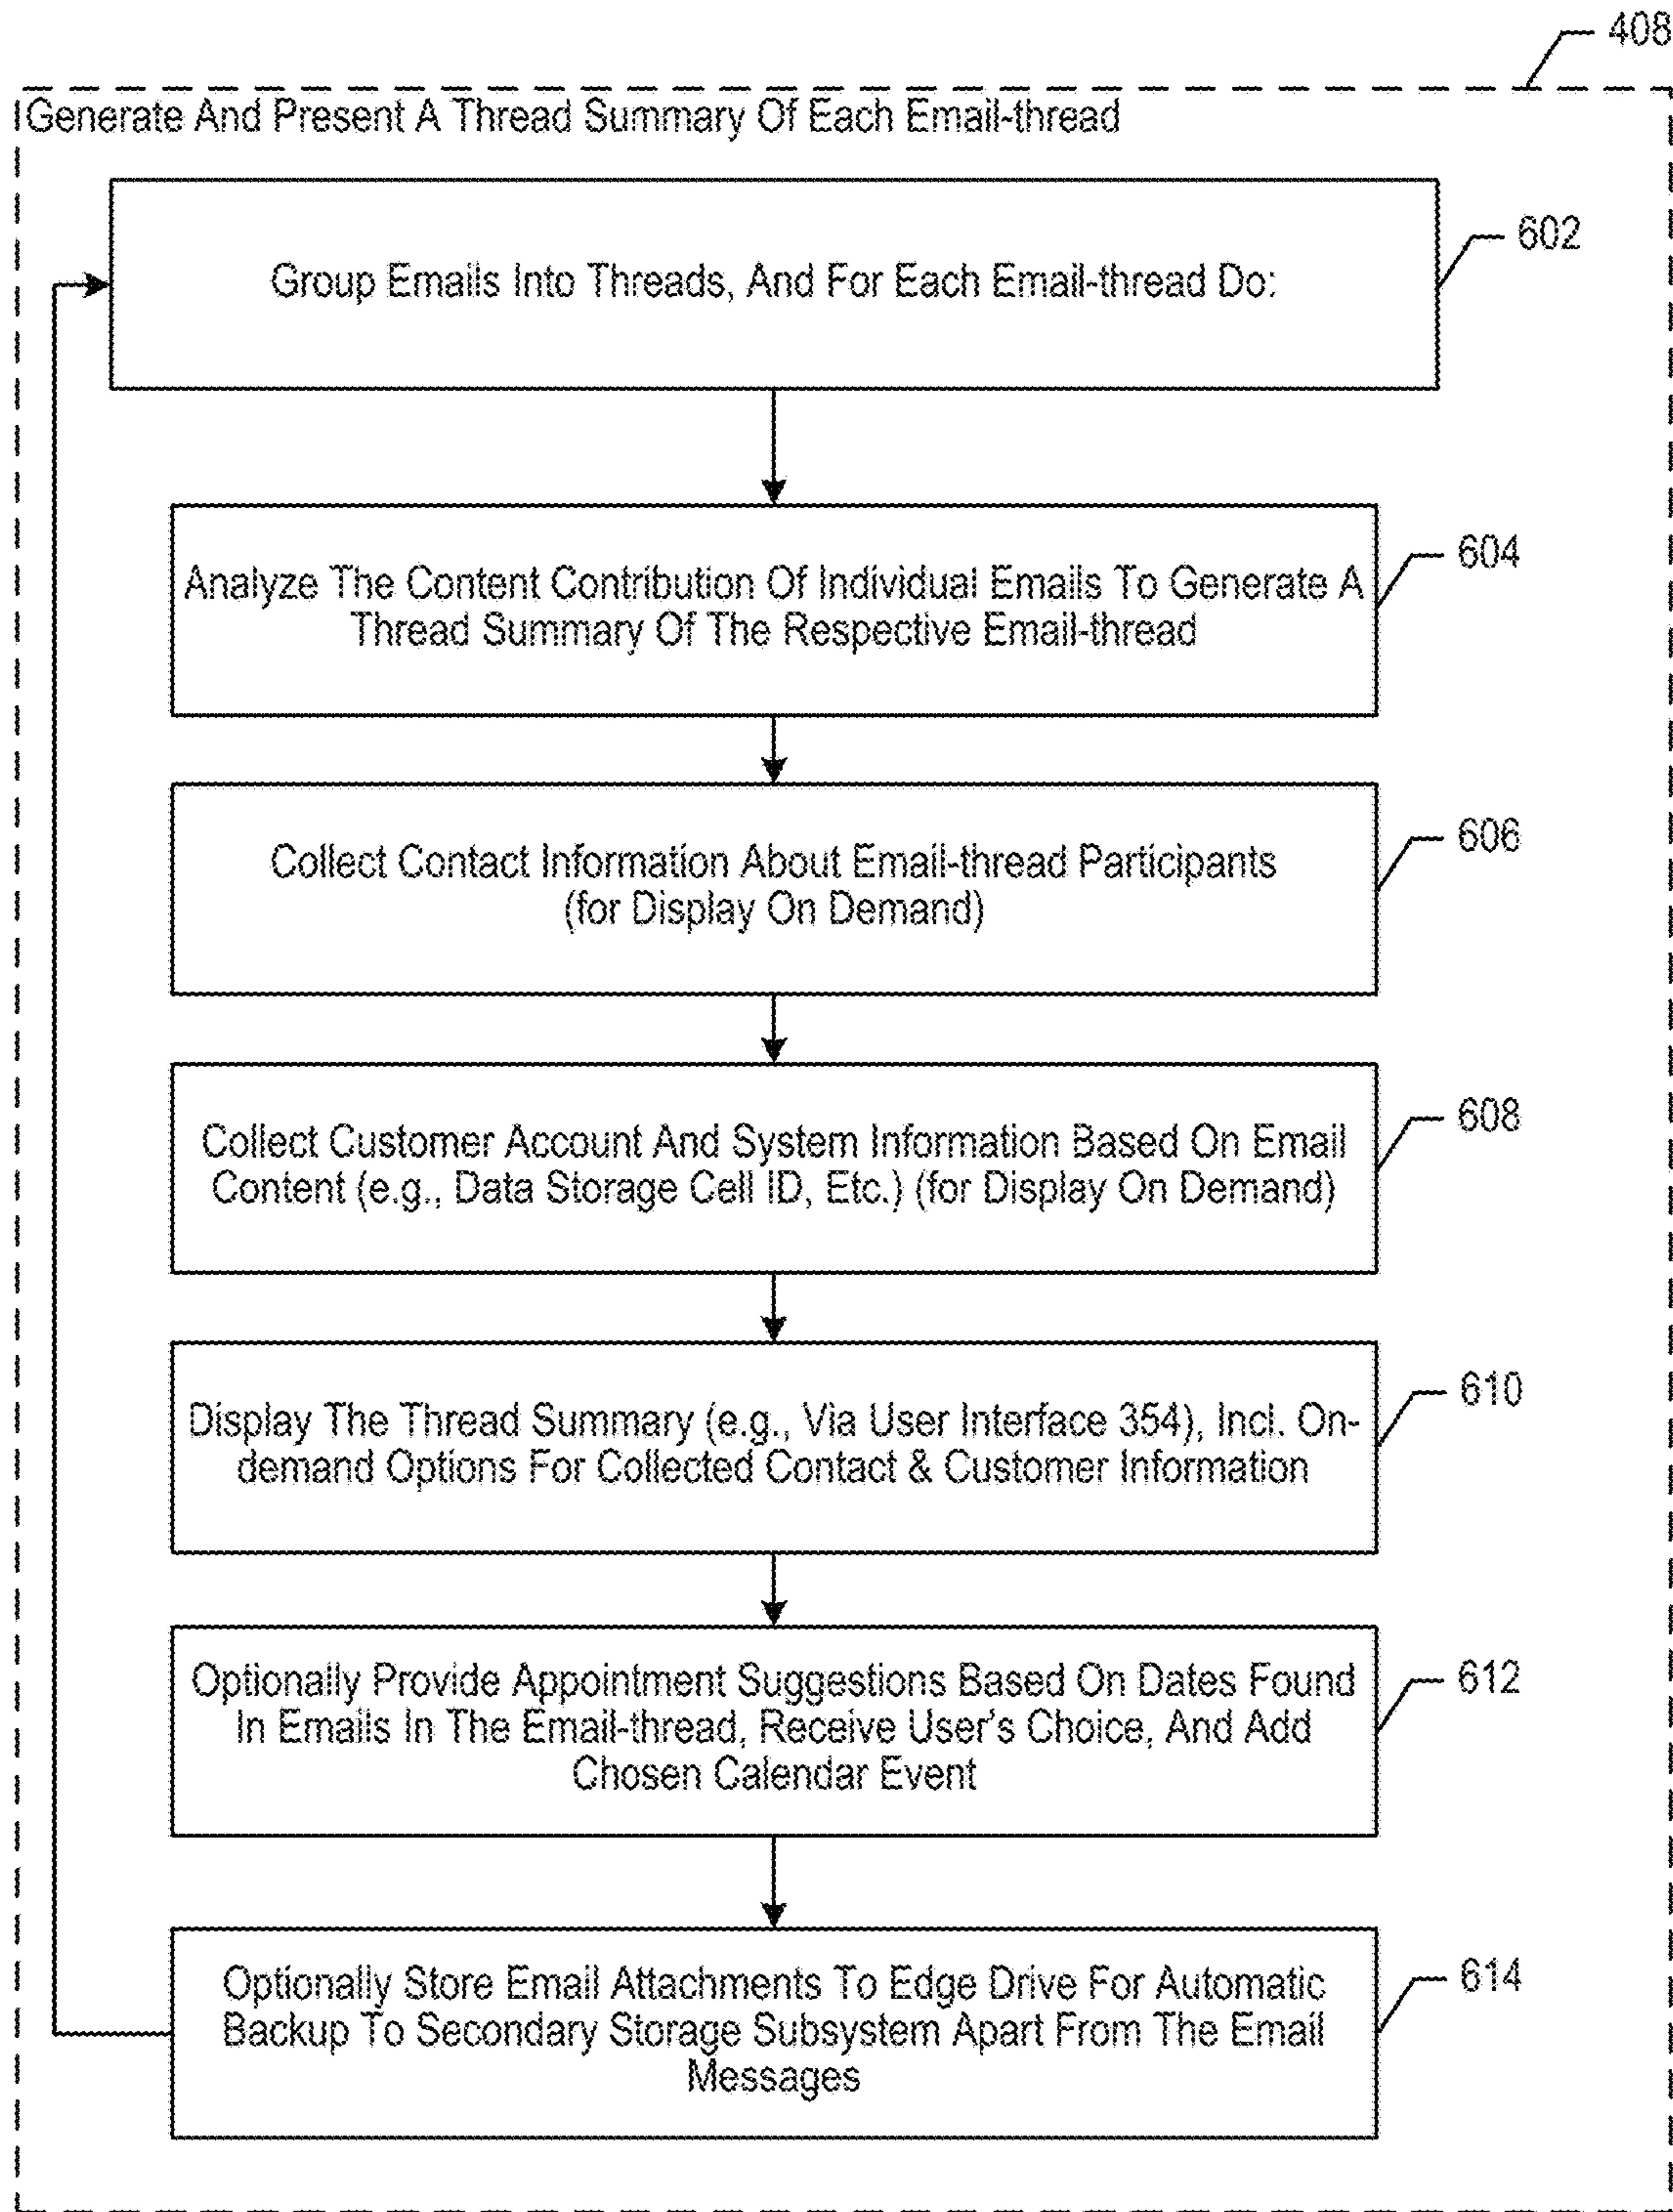 408
Generate And Present A Thread Summary Of Each Email-thread
Group Emails Into Threads, And For Each Email-thread Do:
602
Analyze The Content Contribution Of Individual Emails To Generate A
Thread Summary Of The Respective Email-thread
604
Collect Contact Information About Email-thread Participants
(for Display On Demand)
606
Collect Customer Account And System Information Based On Email
Content (e.g., Data Storage Cell ID, Etc.) (for Display On Demand)
608
Display The Thread Summary (e.g., Via User Interface 354), Incl. On-
demand Options For Collected Contact & Customer Information
610
Optionally Provide Appointment Suggestions Based On Dates Found
In Emails In The Email-thread, Receive User's Choice, And Add
Chosen Calendar Event
612
Optionally Store Email Attachments To Edge Drive For Automatic
Backup To Secondary Storage Subsystem Apart From The Email
Messages
614